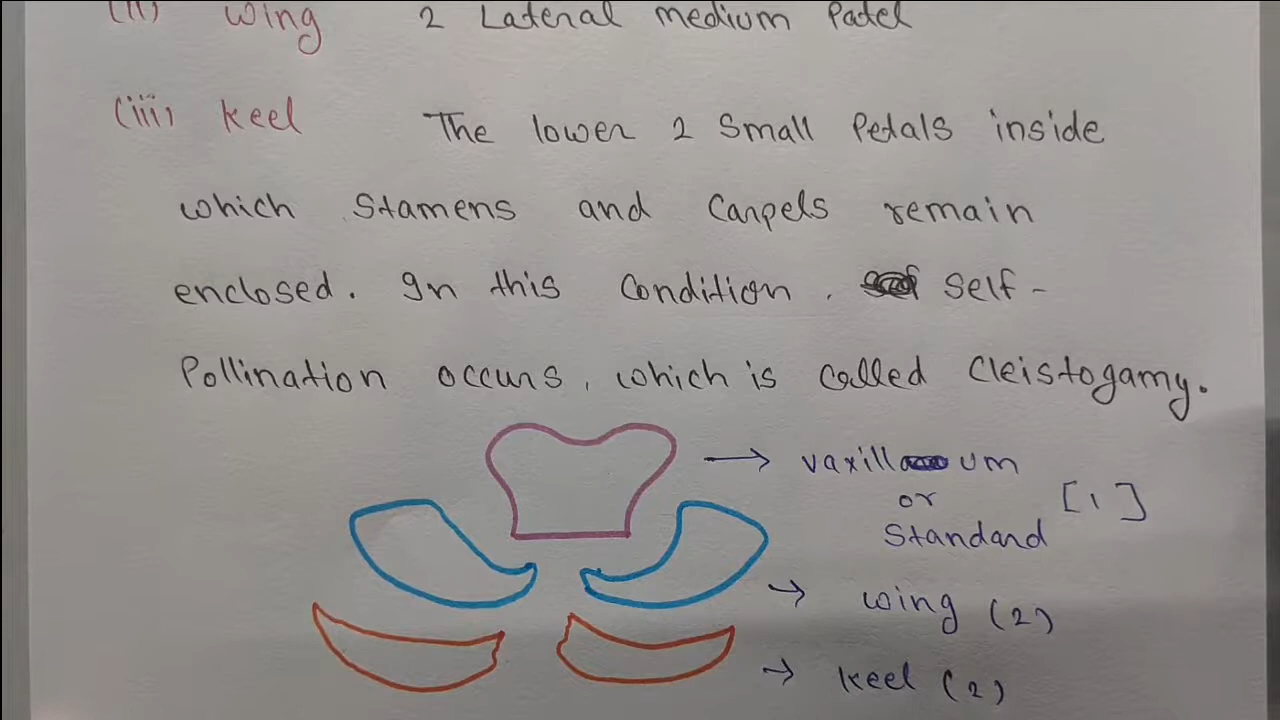 (ii) wing 2 Lateral medium Patel
(iii) keel The lower 2 Small Petals inside
which Stamens and Carpels remain
enclosed. In this Condition, Self-
Pollination occurs, which is called Cleistogamy.
→ vaxillum
or [1]
Standard
→ wing (2)
→ keel (2)